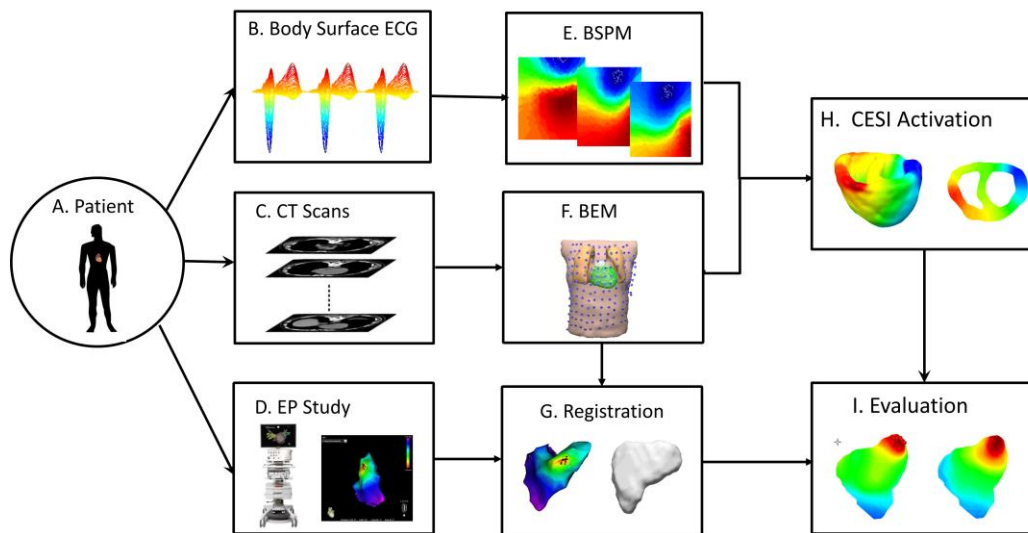 A. Patient
B. Body Surface ECG
C. CT Scans
D. EP Study
E. BSPM
F. BEM
G. Registration
H. CESI Activation
I. Evaluation